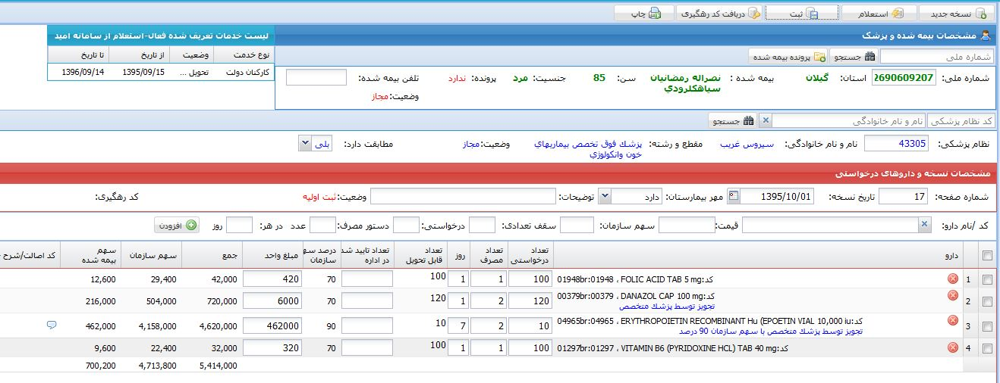 نسخه جدید استعلام ثبت دریافت کد رهگیری چاپ
مشخصات بیمه شده و پزشک
لیست خدمات تعریف شده فعال-استعلام از سامانه امید
نوع خدمت وضعیت از تاریخ تا تاریخ
کارکنان دولت تحویل ... 1395/09/15 1396/09/14
شماره ملی جستجو پرونده بیمه شده
شماره ملی: 2690609207 استان: گیلان بیمه شده : نصراله رمضانیان سیاهکلرودي سن: 85 جنسیت: مرد پرونده: ندارد تلفن بیمه شده:
وضعیت:مجاز
کد نظام پزشکی نام و نام خانوادگی جستجو
نظام پزشکی: 43305 نام و نام خانوادگی: سیروس غریب مقطع و رشته: پزشك فوق تخصص بیماریهاي خون وانکولوژي وضعیت:مجاز مطابقت دارد: بلی
مشخصات نسخه و داروهای درخواستی
شماره صفحه: 17 تاریخ نسخه: 1395/10/01 مهر بیمارستان: دارد توضیحات: وضعیت:ثبت اولیه کد رهگیری:
کد /نام دارو: قیمت: سهم سازمان: سقف تعدادی: درخواستی: دستور مصرف: عدد در هر: روز افزودن
دارو تعداد درخواستی تعداد مصرف روز تعداد قابل تحویل تعداد تایید شد در اداره درصد سه سازمان مبلغ واحد جمع سهم سازمان سهم بیمه شده کد اصالت/شرح
1 کد:01948br:01948 ، FOLIC ACID TAB 5 mg 100 1 1 100 70 420 42,000 29,400 12,600
2 کد:00379br:00379 ، DANAZOL CAP 100 mg 120 2 1 120 70 6000 720,000 504,000 216,000
تجویز توسط پزشك متخصص
3 کد:04965br:04965 ، ERYTHROPOIETIN RECOMBINANT Hu (EPOETIN VIAL 10,000 iu 10 2 7 10 90 462000 4,620,000 4,158,000 462,000
تجویز توسط پزشك متخصص با سهم سازمان 90 درصد
4 کد:01297br:01297 ، VITAMIN B6 (PYRIDOXINE HCL) TAB 40 mg 100 1 1 100 70 320 32,000 22,400 9,600
5,414,000 4,713,800 700,200